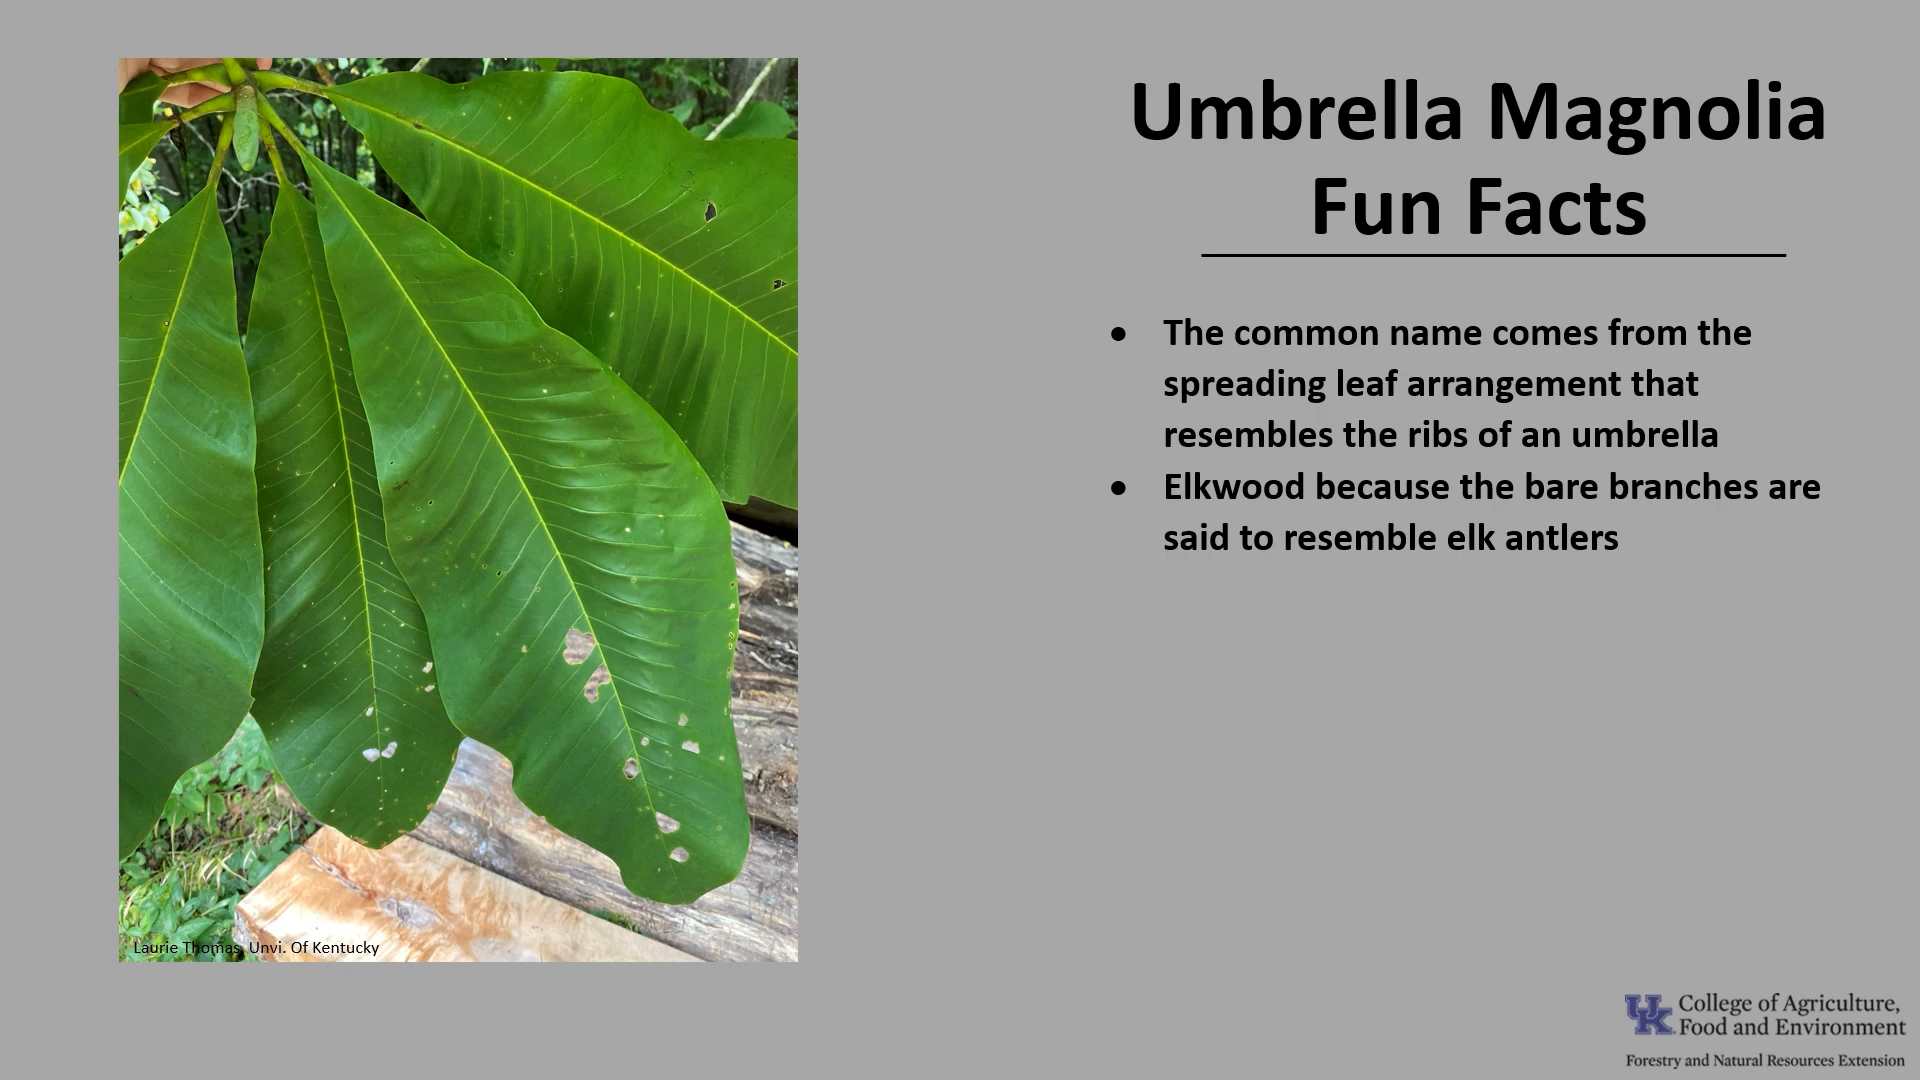 Umbrella Magnolia
Fun Facts
• The common name comes from the
spreading leaf arrangement that
resembles the ribs of an umbrella
• Elkwood because the bare branches are
said to resemble elk antlers
Laurie Thomas, Unvi. Of Kentucky
UK College of Agriculture,
Food and Environment
Forestry and Natural Resources Extension